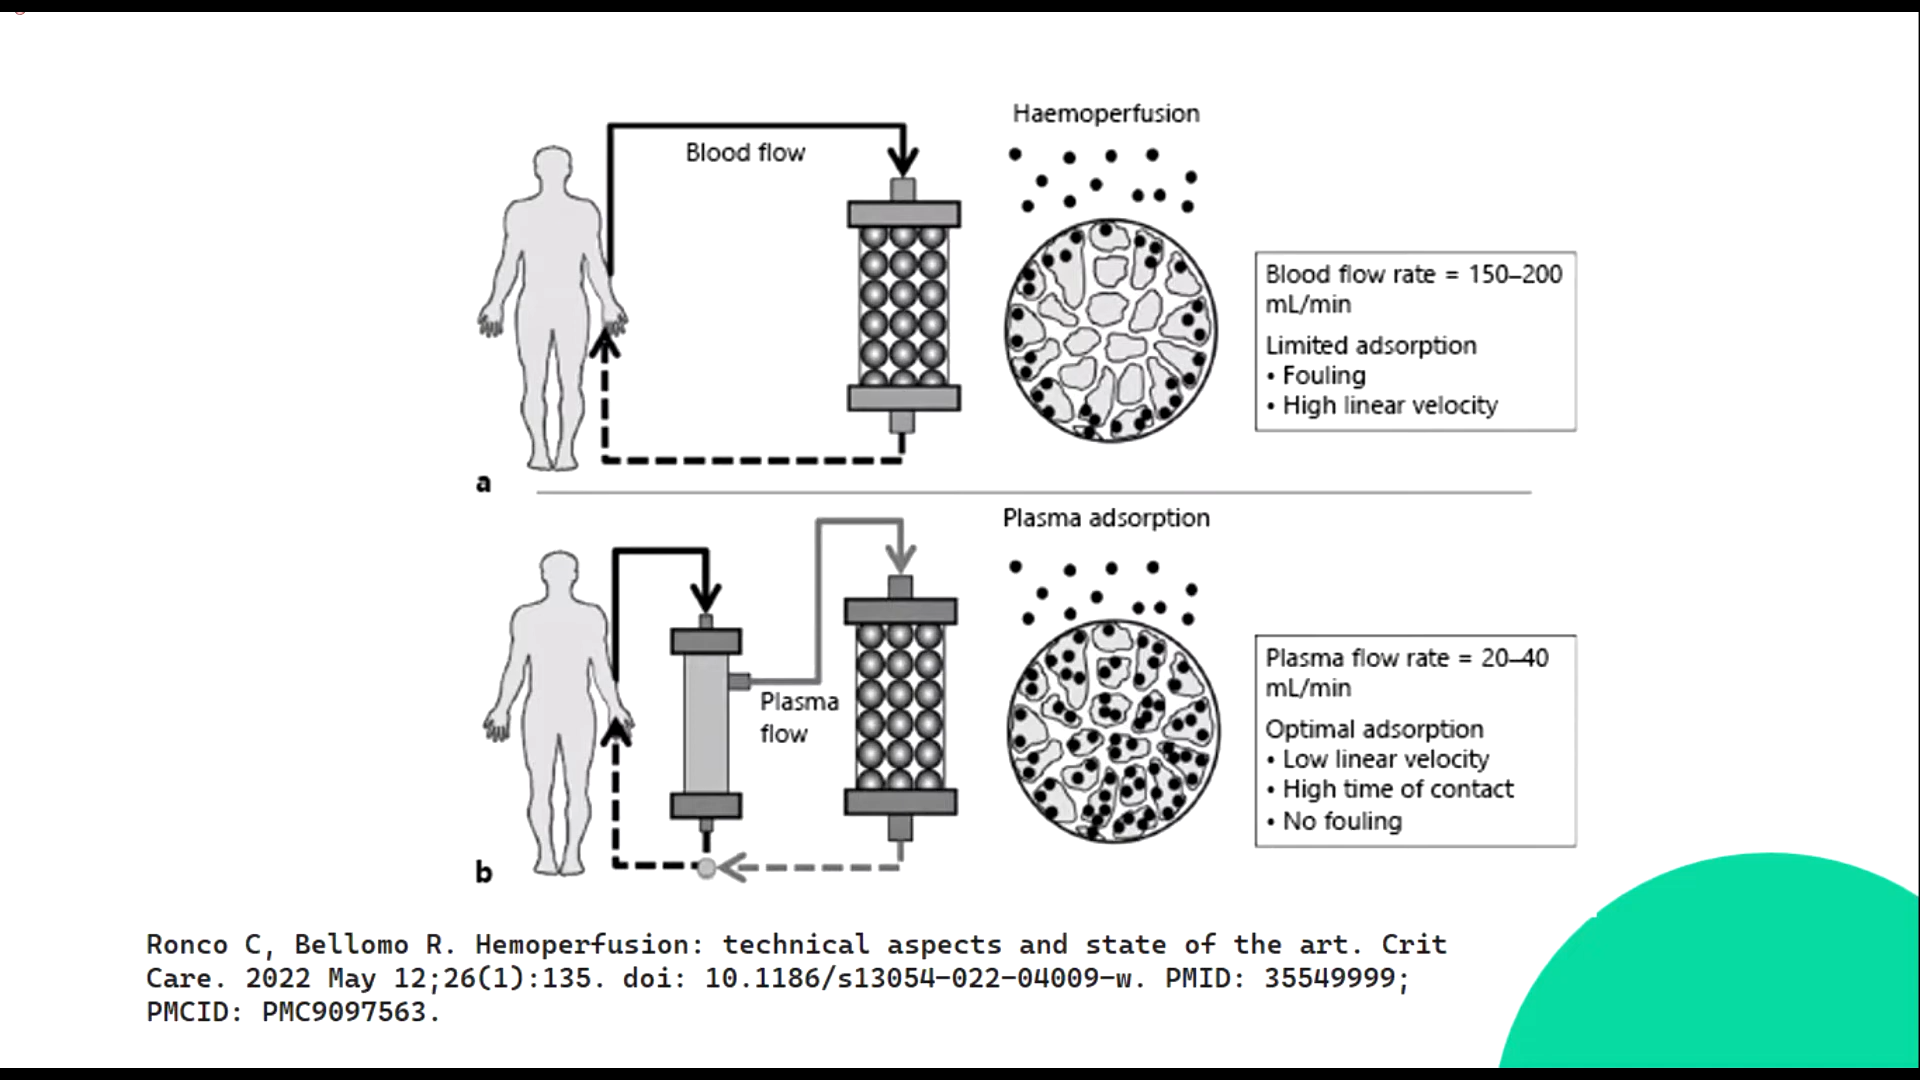 Haemoperfusion
Blood flow
Blood flow rate = 150–200
mL/min
Limited adsorption
• Fouling
• High linear velocity
a
Plasma adsorption
Plasma
flow
Plasma flow rate = 20–40
mL/min
Optimal adsorption
• Low linear velocity
• High time of contact
• No fouling
b
Ronco C, Bellomo R. Hemoperfusion: technical aspects and state of the art. Crit
Care. 2022 May 12;26(1):135. doi: 10.1186/s13054-022-04009-w. PMID: 35549999;
PMCID: PMC9097563.